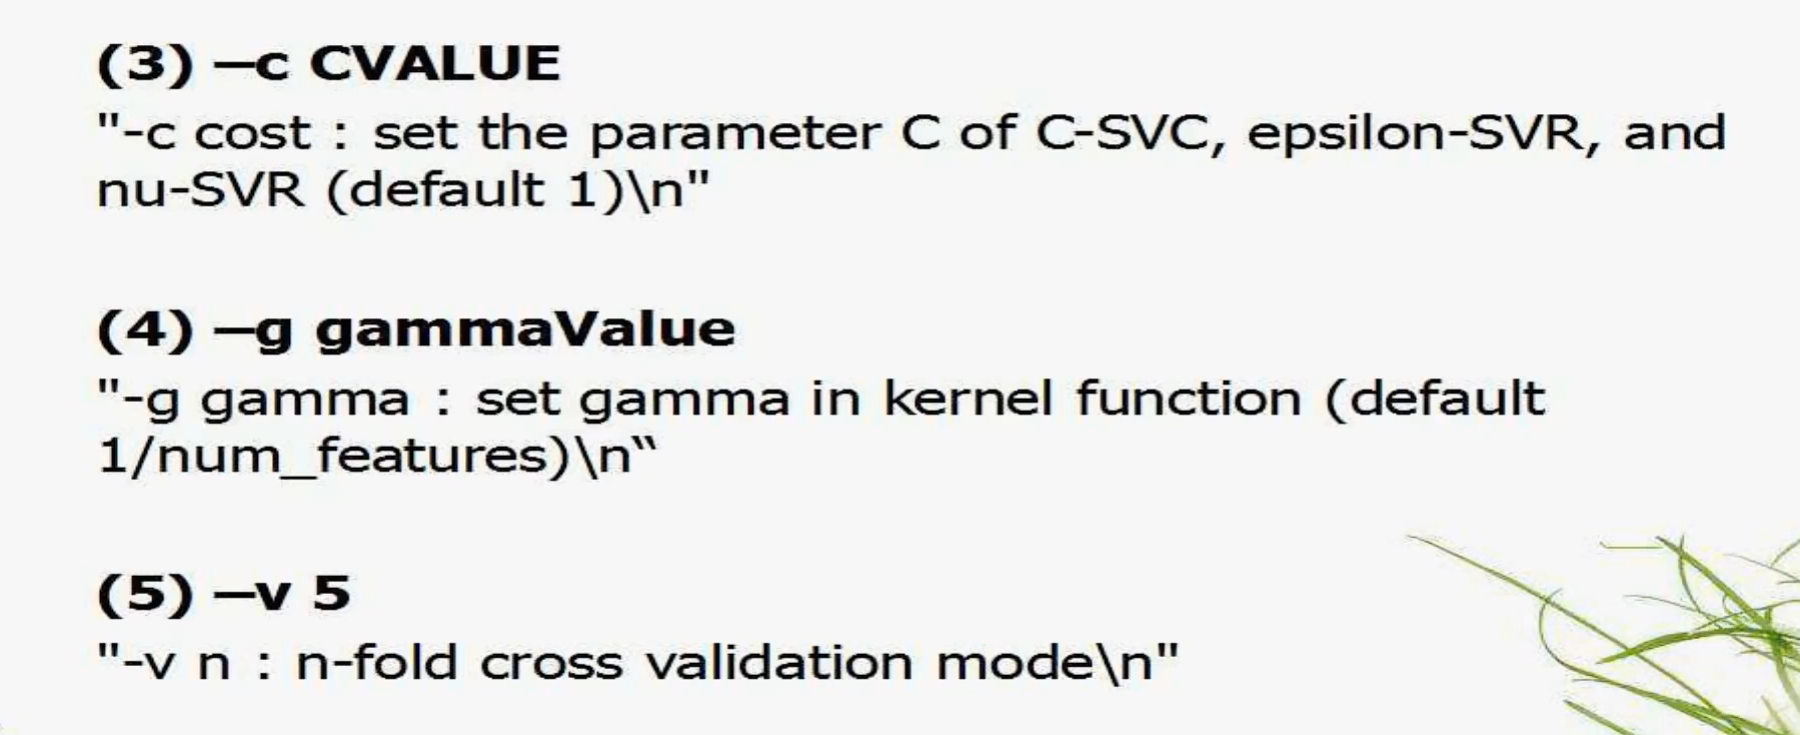 (3) –c CVALUE
"-c cost : set the parameter C of C-SVC, epsilon-SVR, and
nu-SVR (default 1)\n"
(4) –g gammaValue
"-g gamma : set gamma in kernel function (default
1/num_features)\n“
(5) –v 5
"-v n : n-fold cross validation mode\n"